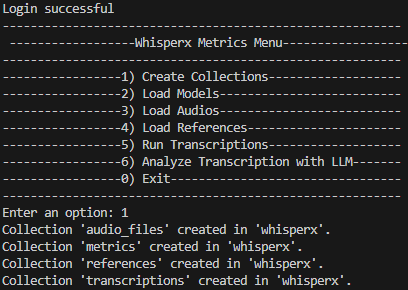 Login successful
---------------------------------------------------------
 ------------------Whisperx Metrics Menu-----------------
---------------------------------------------------------
-----------------1) Create Collections-------------------
-----------------2) Load Models--------------------------
-----------------3) Load Audios--------------------------
-----------------4) Load References----------------------
-----------------5) Run Transcriptions-------------------
-----------------6) Analyze Transcription with LLM-------
-----------------0) Exit---------------------------------
---------------------------------------------------------
Enter an option: 1
Collection 'audio_files' created in 'whisperx'.
Collection 'metrics' created in 'whisperx'.
Collection 'references' created in 'whisperx'.
Collection 'transcriptions' created in 'whisperx'.